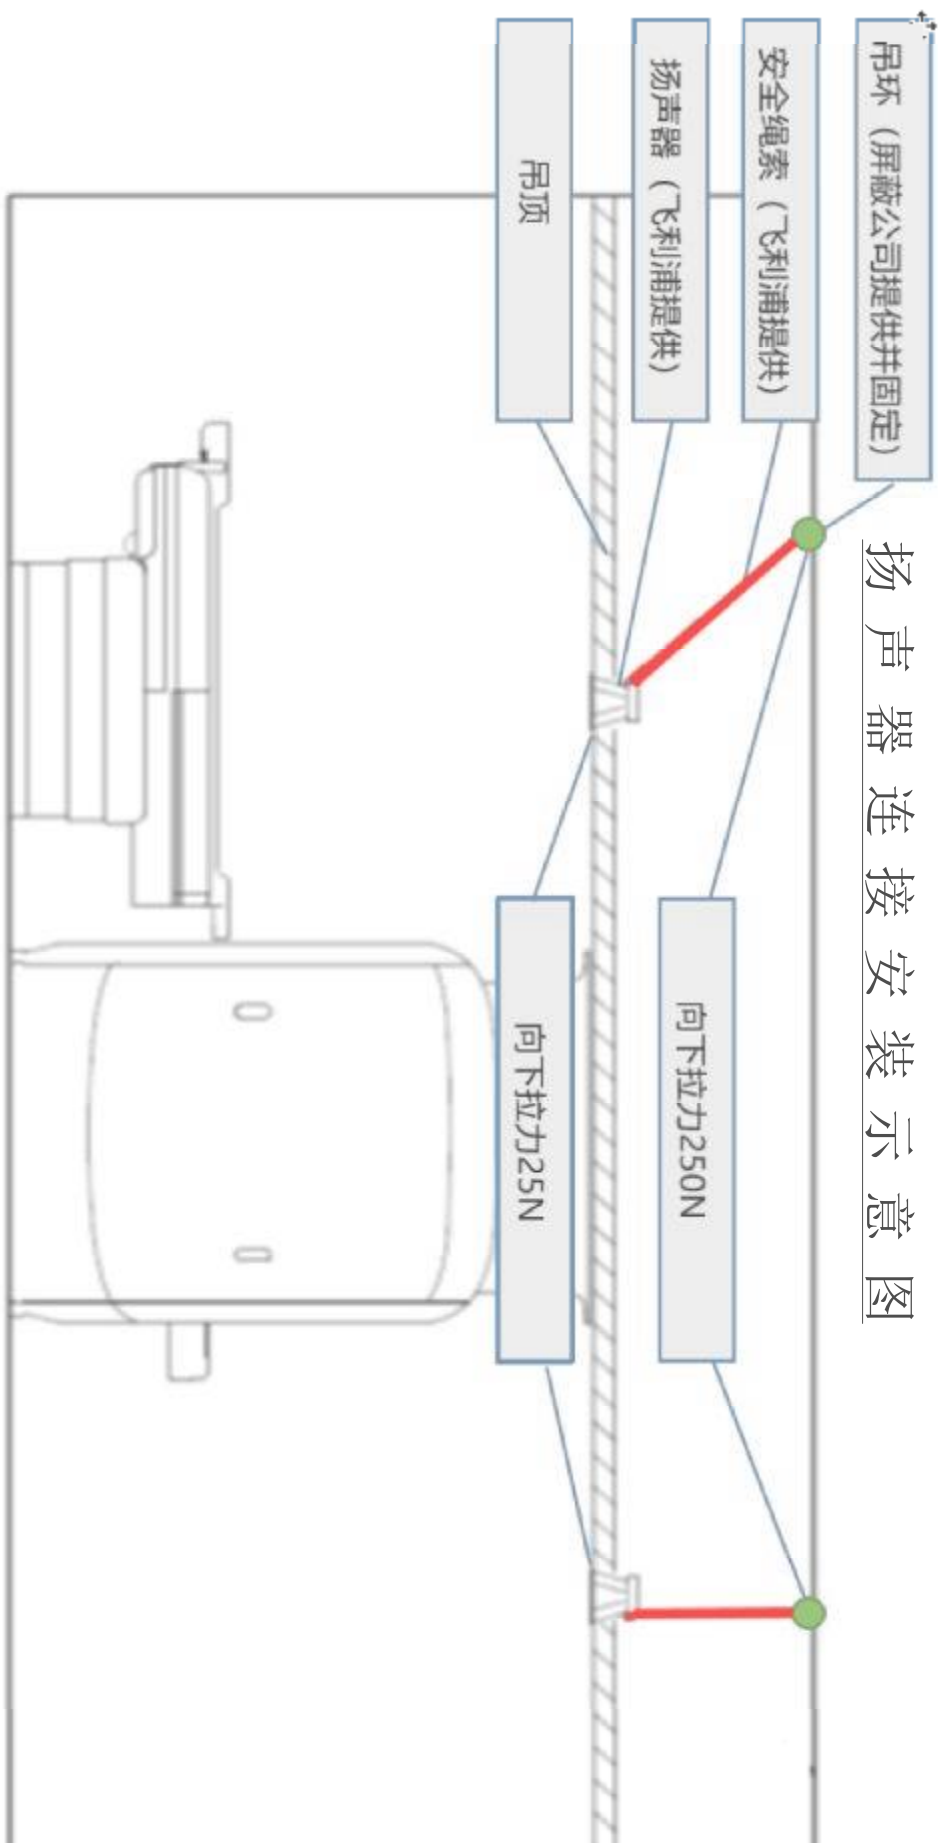 扬声器连接安装示意图
吊环（屏蔽公司提供并固定）
安全绳索（飞利浦提供）
扬声器（飞利浦提供）
吊顶
向下拉力250N
向下拉力25N